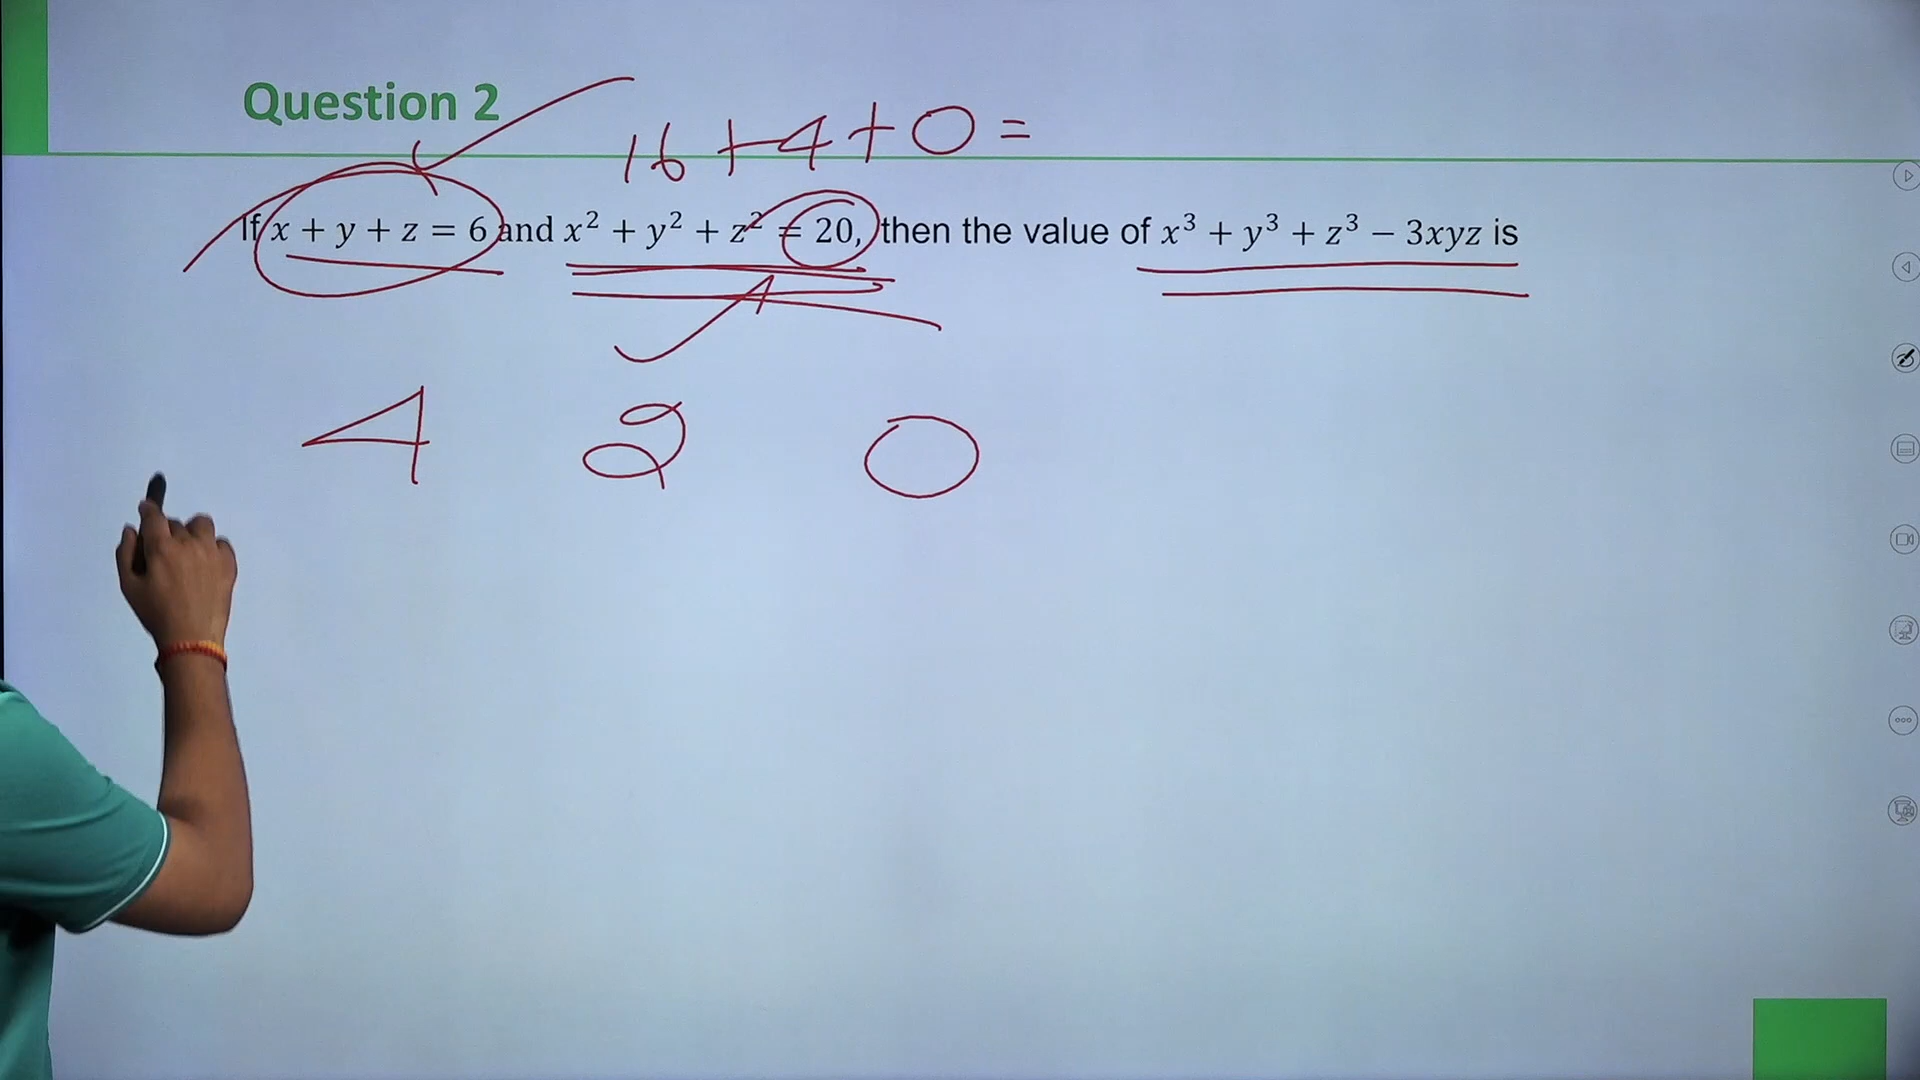 Question 2
16 + 4 + 0 =
If x + y + z = 6 and x² + y² + z² = 20, then the value of x³ + y³ + z³ − 3xyz is
4 2 0